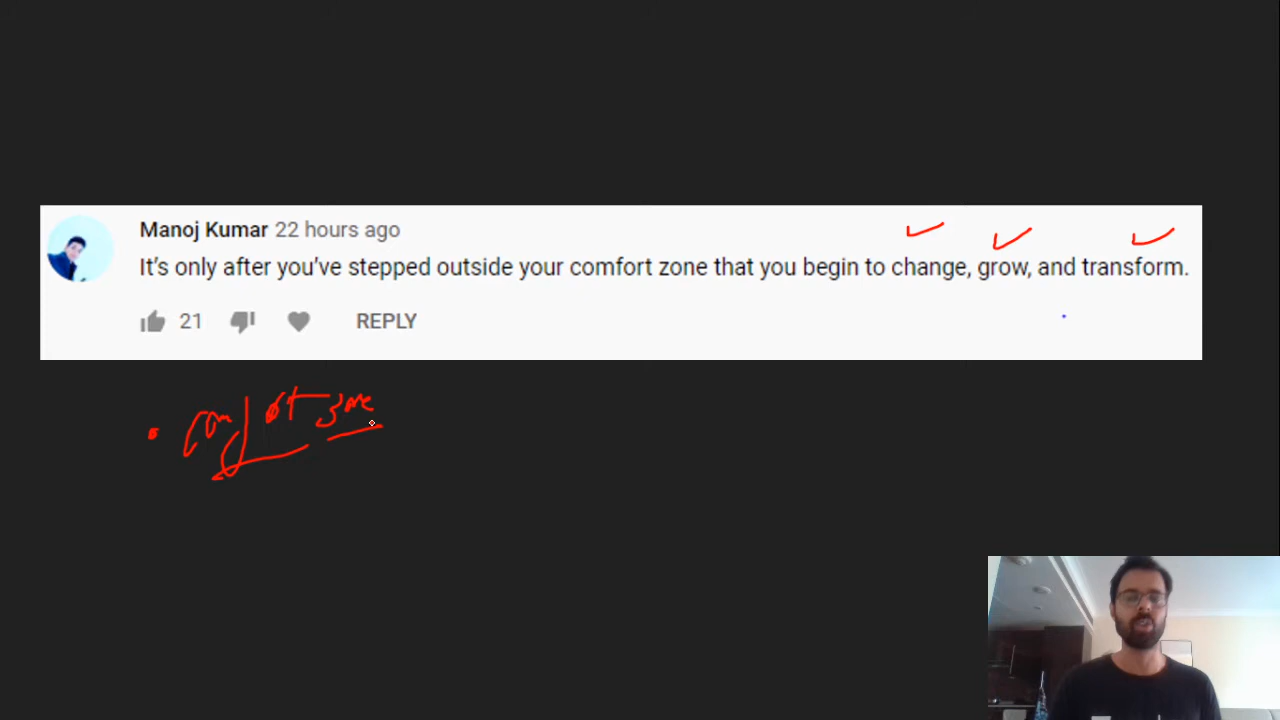 Manoj Kumar 22 hours ago
It’s only after you’ve stepped outside your comfort zone that you begin to change, grow, and transform.
21 REPLY
comfort zone